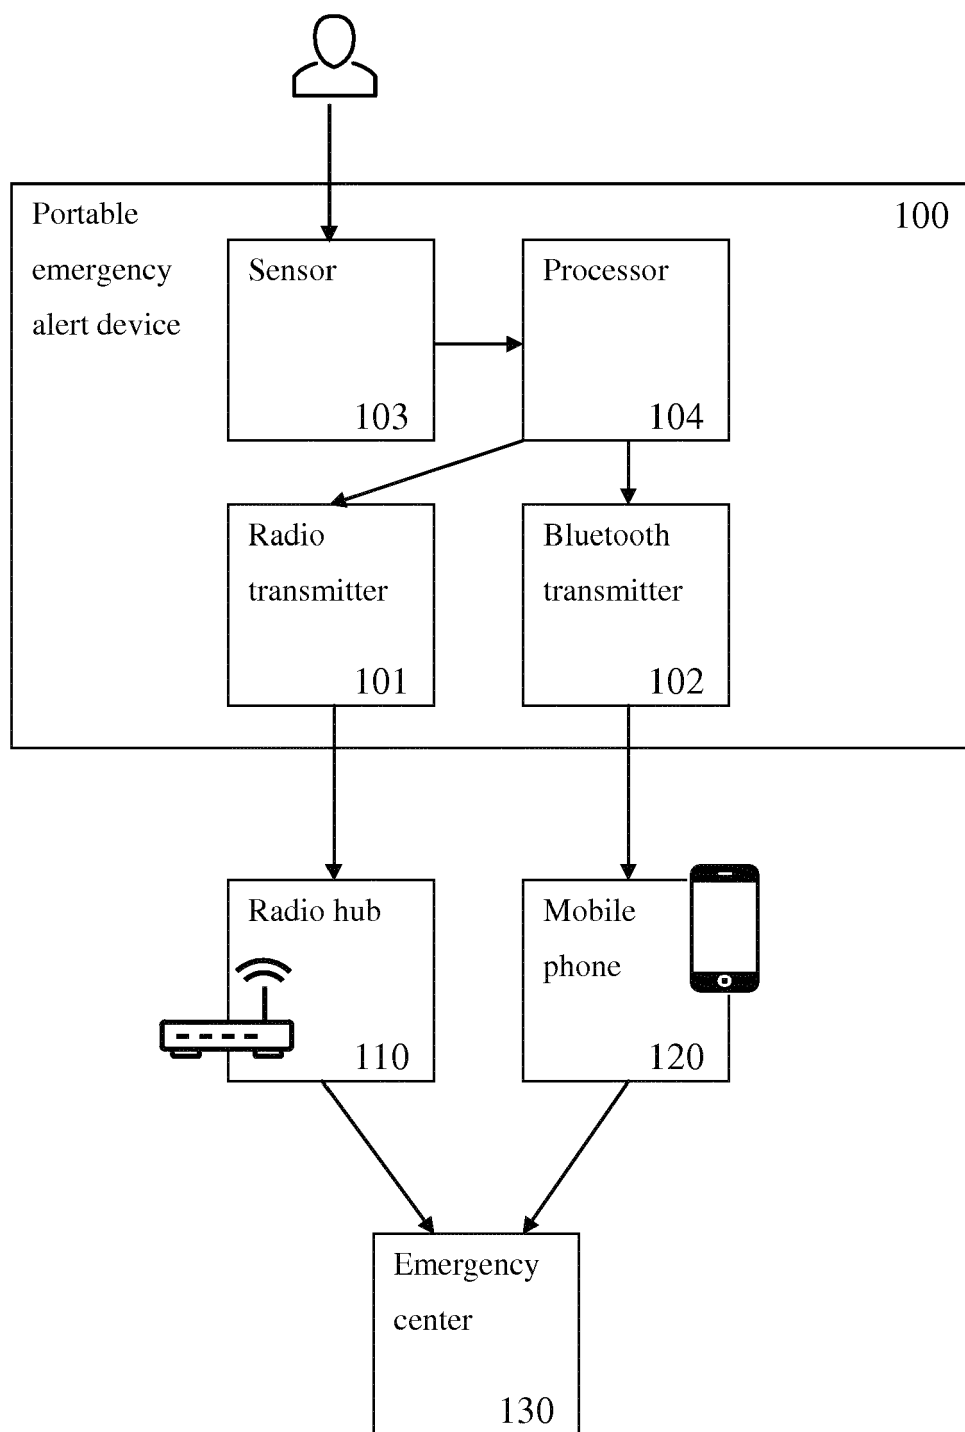 Portable
emergency
alert device
100
Sensor
103
Processor
104
Radio
transmitter
101
Bluetooth
transmitter
102
Radio hub
110
Mobile
phone
120
Emergency
center
130